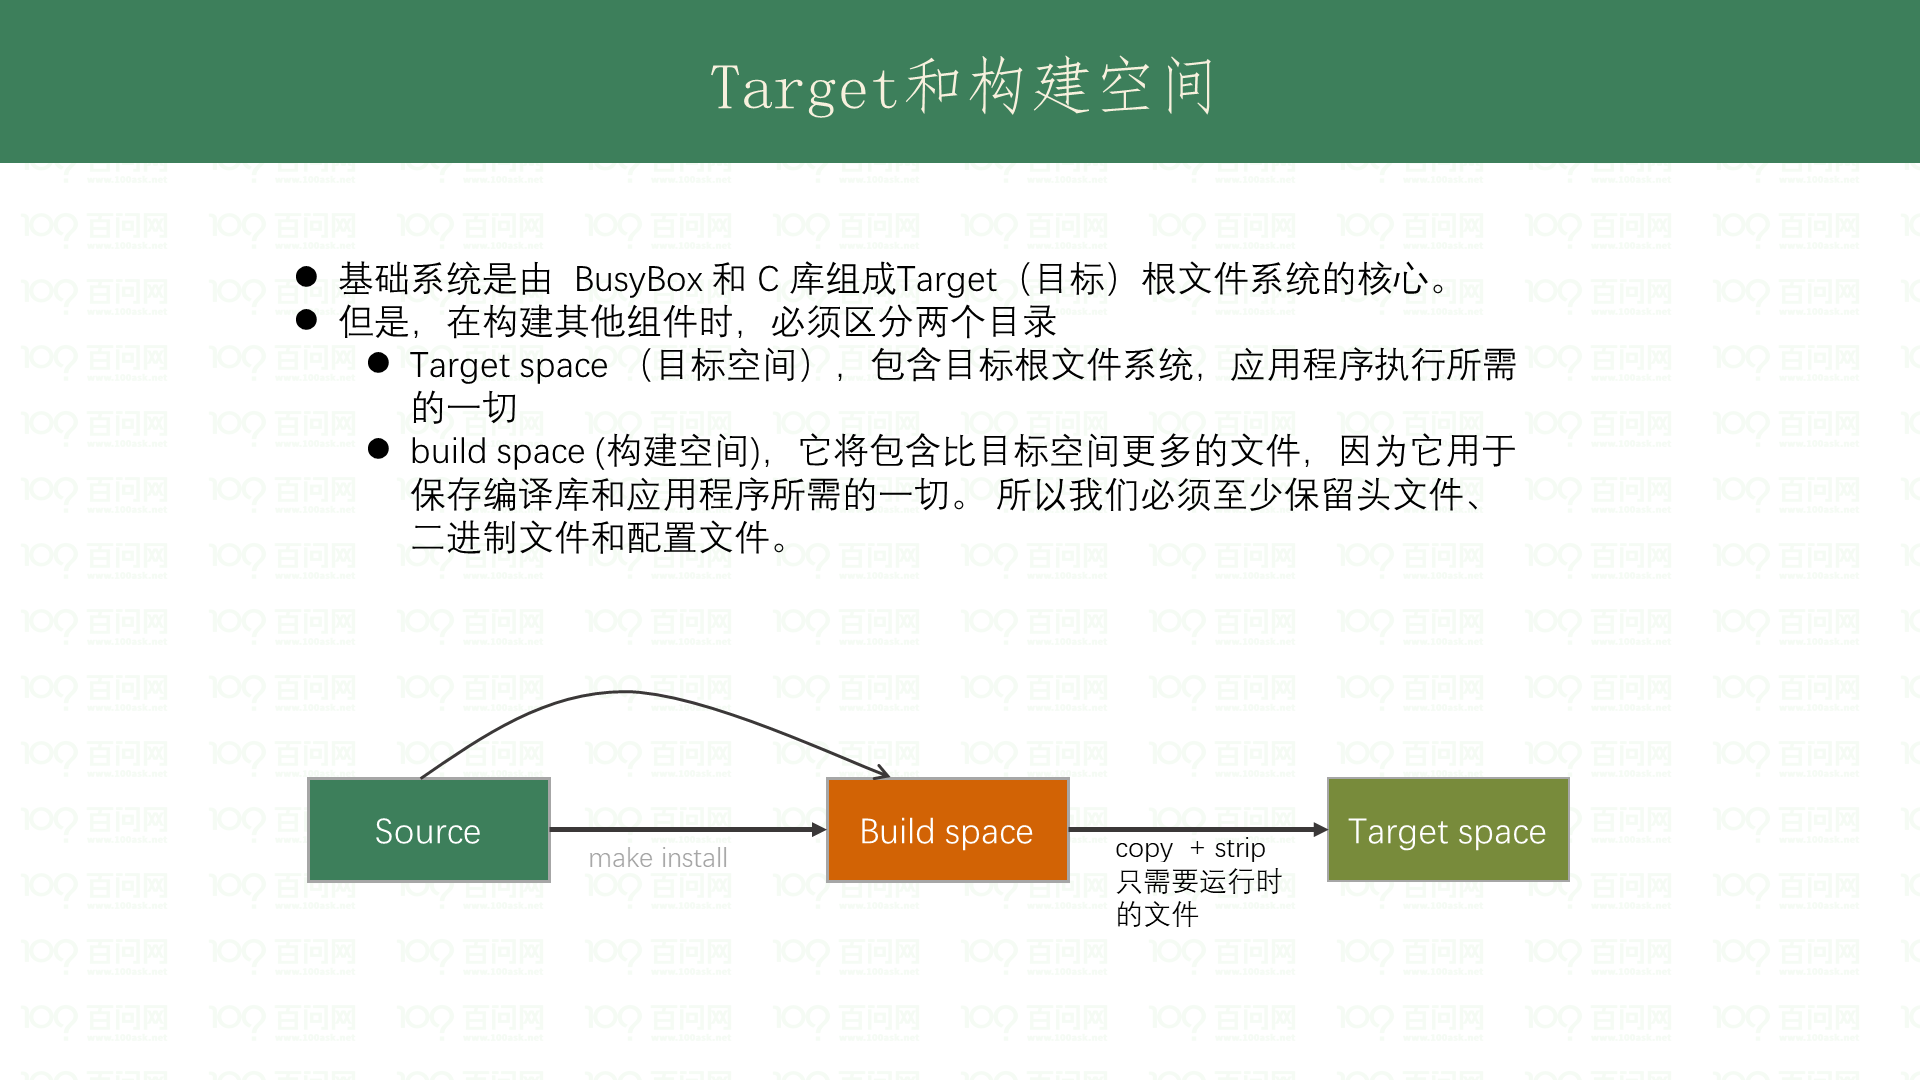 Target和构建空间
基础系统是由 BusyBox 和 C 库组成Target（目标）根文件系统的核心。
但是，在构建其他组件时，必须区分两个目录
Target space （目标空间），包含目标根文件系统，应用程序执行所需
的一切
build space (构建空间)，它将包含比目标空间更多的文件，因为它用于
保存编译库和应用程序所需的一切。 所以我们必须至少保留头文件、
二进制文件和配置文件。
Source
make install
Build space
copy + strip
只需要运行时
的文件
Target space
百问网
www.100ask.net